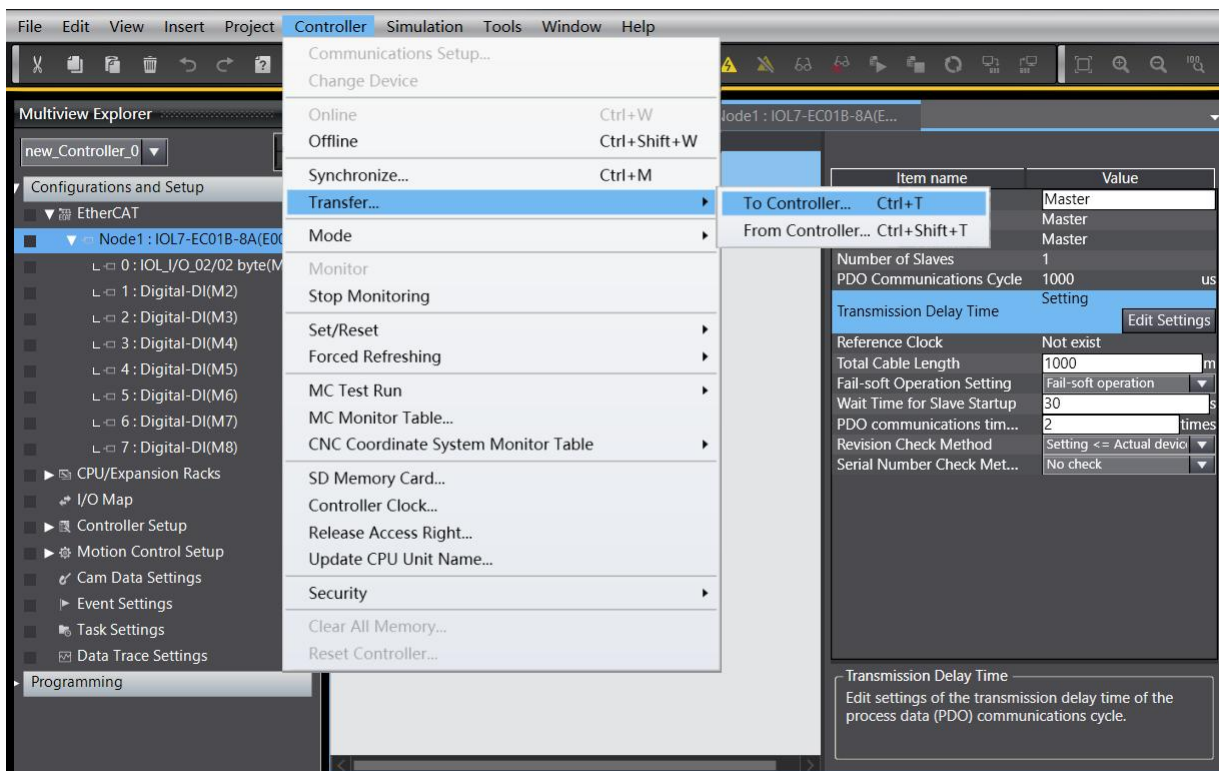 File Edit View Insert Project Controller Simulation Tools Window Help
Multiview Explorer
new_Controller_0
Configurations and Setup
EtherCAT
Node1 : IOL7-EC01B-8A(E00
0 : IOL_I/O_02/02 byte(M
1 : Digital-DI(M2)
2 : Digital-DI(M3)
3 : Digital-DI(M4)
4 : Digital-DI(M5)
5 : Digital-DI(M6)
6 : Digital-DI(M7)
7 : Digital-DI(M8)
CPU/Expansion Racks
I/O Map
Controller Setup
Motion Control Setup
Cam Data Settings
Event Settings
Task Settings
Data Trace Settings
Programming
Communications Setup...
Change Device
Online Ctrl+W
Offline Ctrl+Shift+W
Synchronize... Ctrl+M
Transfer...
Mode
Monitor
Stop Monitoring
Set/Reset
Forced Refreshing
MC Test Run
MC Monitor Table...
CNC Coordinate System Monitor Table
SD Memory Card...
Controller Clock...
Release Access Right...
Update CPU Unit Name...
Security
Clear All Memory...
Reset Controller...
To Controller... Ctrl+T
From Controller... Ctrl+Shift+T
Node1 : IOL7-EC01B-8A(E...
Item name Value
Master
Master
Master
Number of Slaves 1
PDO Communications Cycle 1000 us
Transmission Delay Time Setting
Edit Settings
Reference Clock Not exist
Total Cable Length 1000 m
Fail-soft Operation Setting Fail-soft operation
Wait Time for Slave Startup 30 s
PDO communications tim... 2 times
Revision Check Method Setting <= Actual devic
Serial Number Check Met... No check
Transmission Delay Time
Edit settings of the transmission delay time of the
process data (PDO) communications cycle.